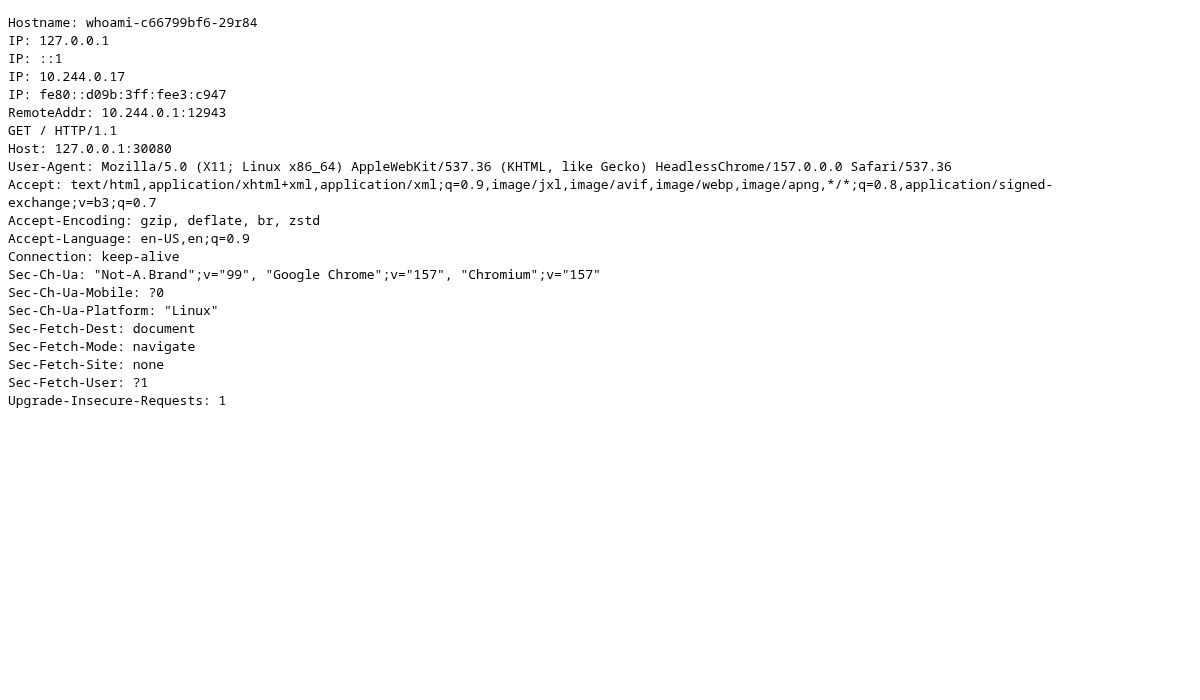 Hostname: whoami-c66799bf6-29r84
IP: 127.0.0.1
IP: ::1
IP: 10.244.0.17
IP: fe80::d09b:3ff:fee3:c947
RemoteAddr: 10.244.0.1:12943
GET / HTTP/1.1
Host: 127.0.0.1:30080
User-Agent: Mozilla/5.0 (X11; Linux x86_64) AppleWebKit/537.36 (KHTML, like Gecko) HeadlessChrome/157.0.0.0 Safari/537.36
Accept: text/html,application/xhtml+xml,application/xml;q=0.9,image/jxl,image/avif,image/webp,image/apng,*/*;q=0.8,application/signed-
exchange;v=b3;q=0.7
Accept-Encoding: gzip, deflate, br, zstd
Accept-Language: en-US,en;q=0.9
Connection: keep-alive
Sec-Ch-Ua: "Not-A.Brand";v="99", "Google Chrome";v="157", "Chromium";v="157"
Sec-Ch-Ua-Mobile: ?0
Sec-Ch-Ua-Platform: "Linux"
Sec-Fetch-Dest: document
Sec-Fetch-Mode: navigate
Sec-Fetch-Site: none
Sec-Fetch-User: ?1
Upgrade-Insecure-Requests: 1